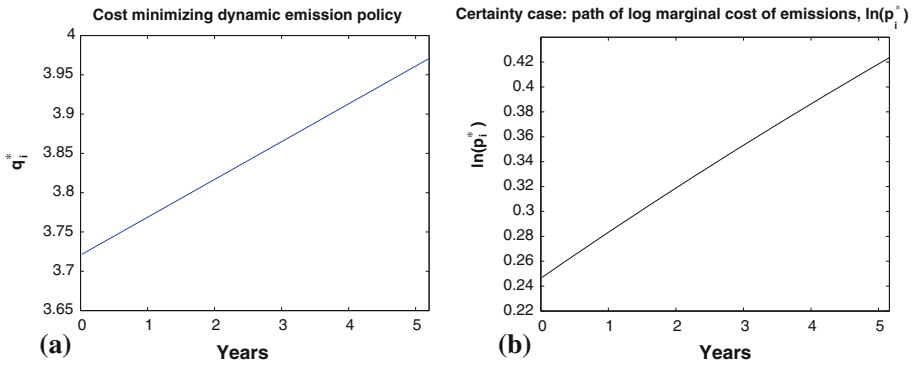 Cost minimizing dynamic emission policy
4
3.95
3.9
3.85
3.8
3.75
3.7
3.65
q*i
0 1 2 3 4 5
Years
(a)
Certainty case: path of log marginal cost of emissions, ln(p*i)
0.42
0.4
0.38
0.36
0.34
0.32
0.3
0.28
0.26
0.24
0.22
ln(p*i)
0 1 2 3 4 5
Years
(b)